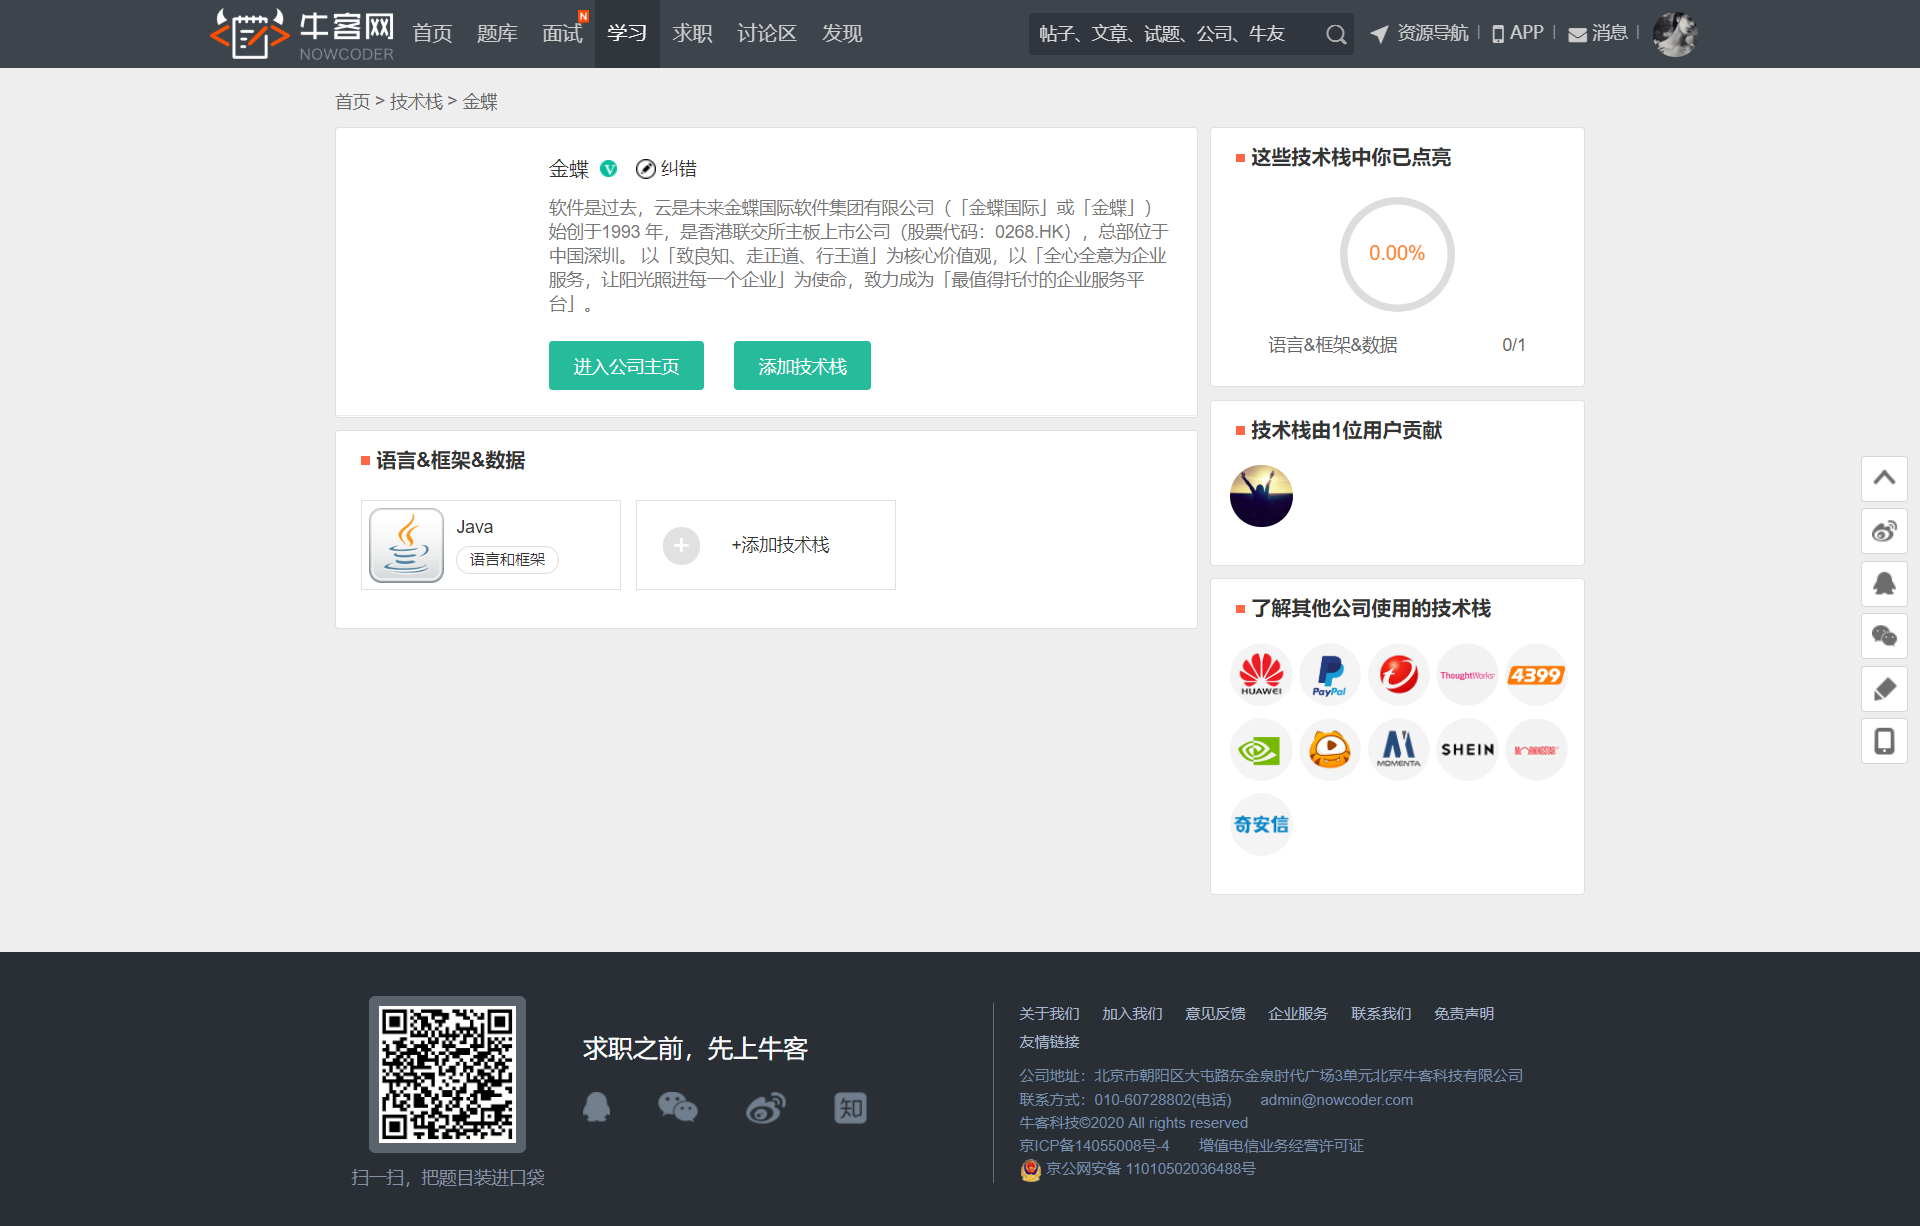 牛客网
NOWCODER
首页 题库 面试 N 学习 求职 讨论区 发现
帖子、文章、试题、公司、牛友
资源导航 APP 消息
首页 > 技术栈 > 金蝶
金蝶 V 纠错
软件是过去，云是未来金蝶国际软件集团有限公司（「金蝶国际」或「金蝶」）
始创于1993 年，是香港联交所主板上市公司（股票代码：0268.HK），总部位于
中国深圳。 以「致良知、走正道、行王道」为核心价值观，以「全心全意为企业
服务，让阳光照进每一个企业」为使命，致力成为「最值得托付的企业服务平
台」。
进入公司主页 添加技术栈
语言&框架&数据
Java
语言和框架
+添加技术栈
这些技术栈中你已点亮
0.00%
语言&框架&数据 0/1
技术栈由1位用户贡献
了解其他公司使用的技术栈
HUAWEI PayPal ThoughtWorks 4399
MOMENTA SHEIN MORNINGSTAR
奇安信
扫一扫，把题目装进口袋
求职之前，先上牛客
知
关于我们 加入我们 意见反馈 企业服务 联系我们 免责声明
友情链接
公司地址：北京市朝阳区大屯路东金泉时代广场3单元北京牛客科技有限公司
联系方式：010-60728802(电话) admin@nowcoder.com
牛客科技©2020 All rights reserved
京ICP备14055008号-4 增值电信业务经营许可证
京公网安备 11010502036488号